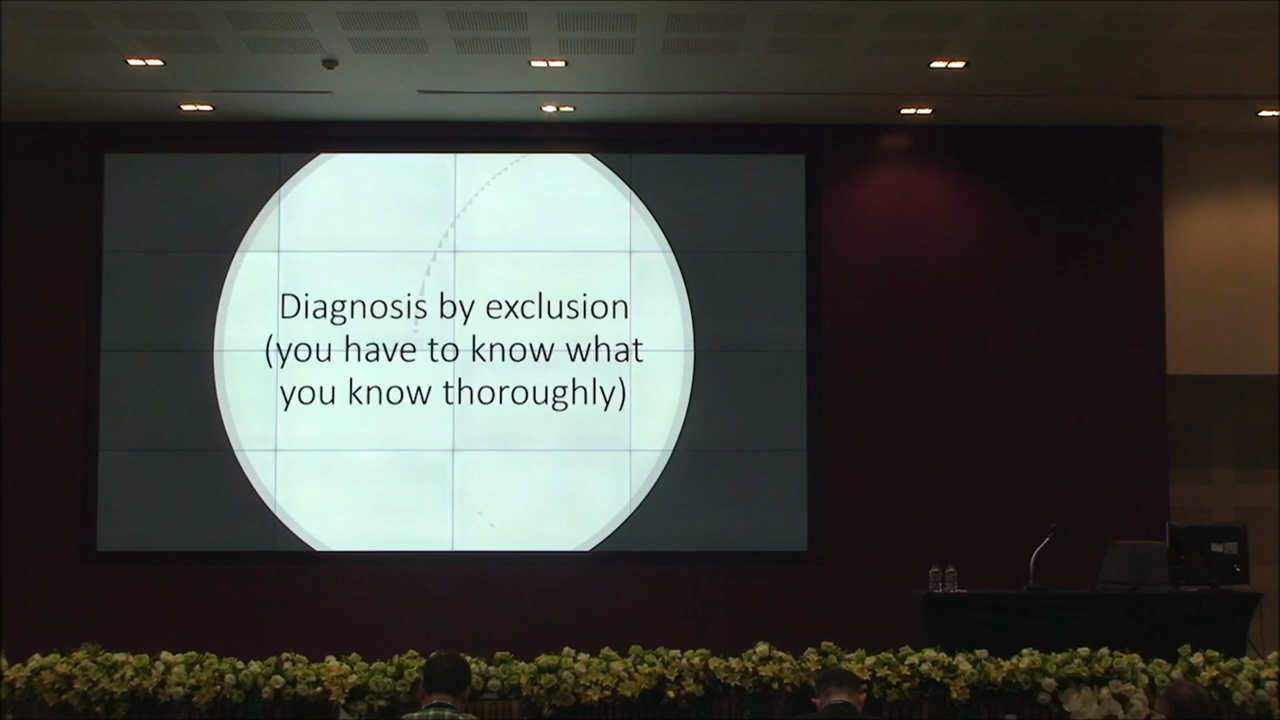 Diagnosis by exclusion
(you have to know what
you know thoroughly)